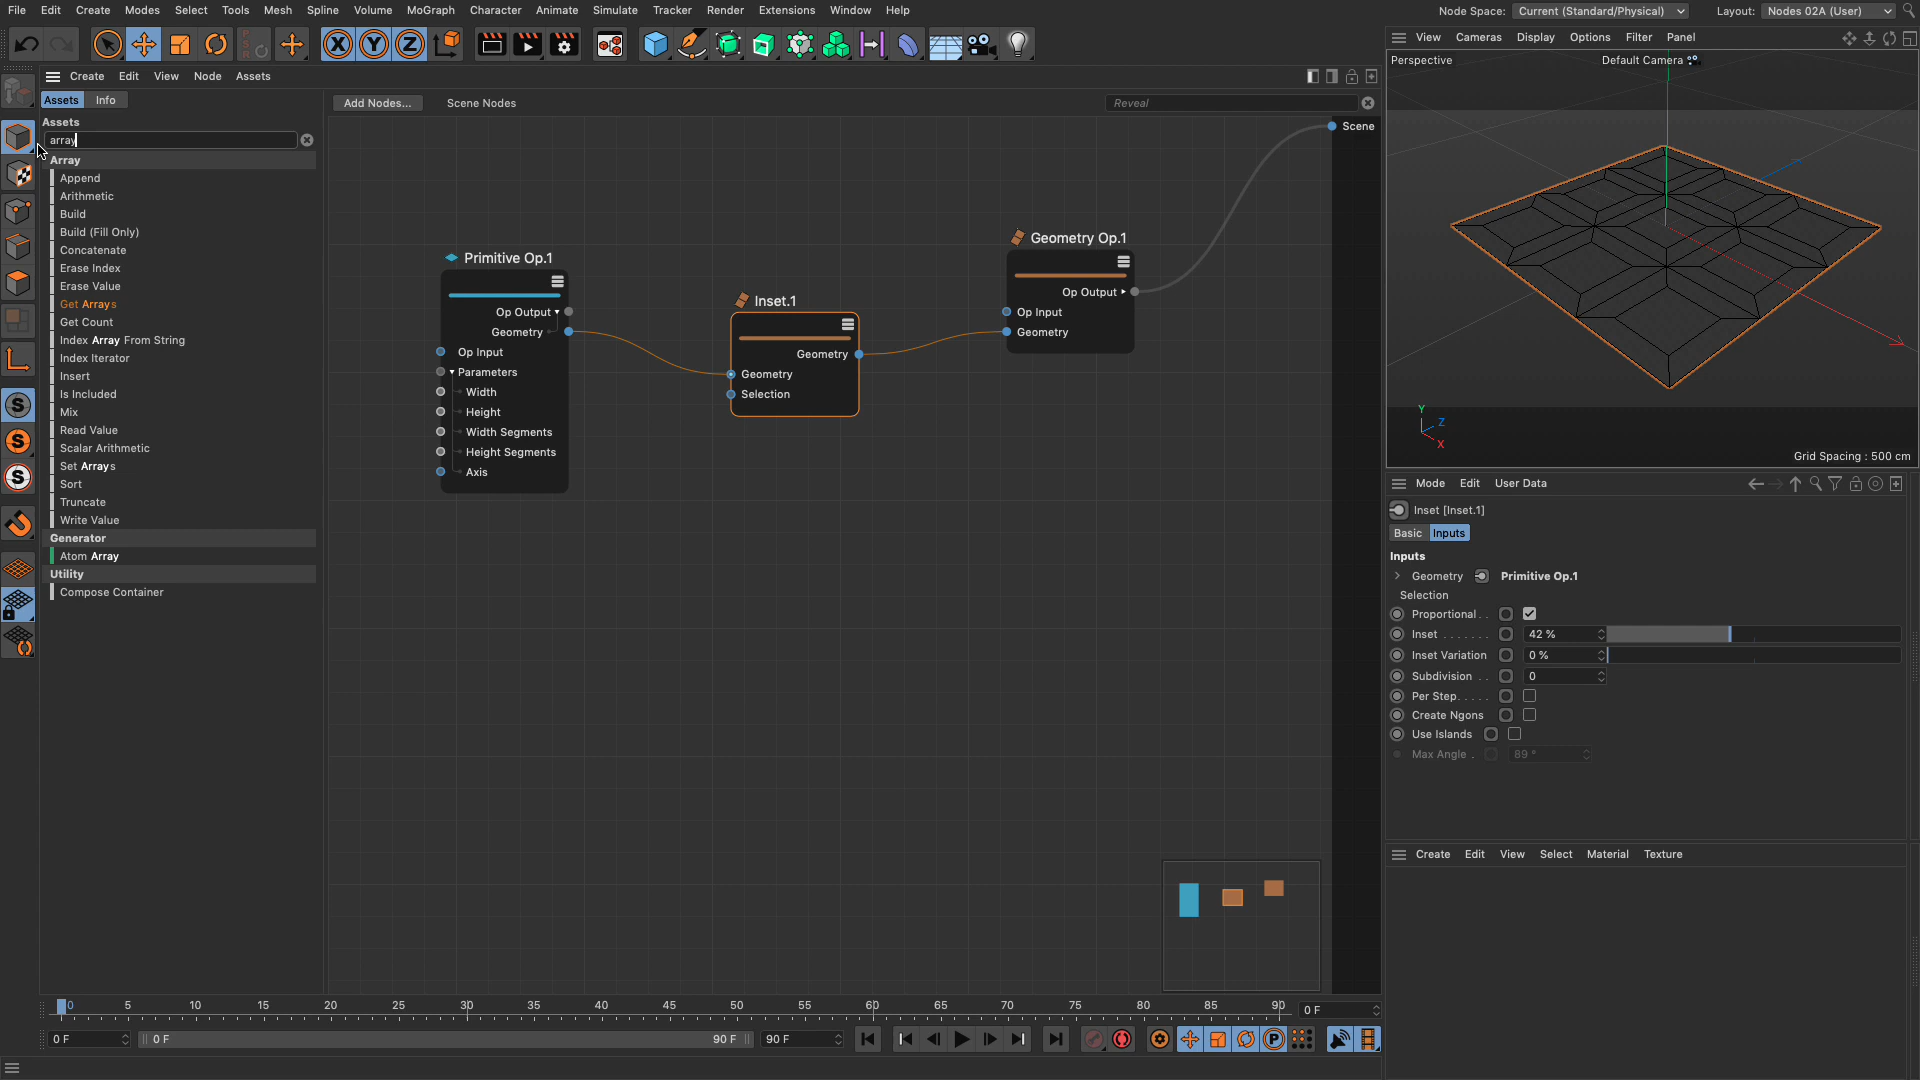 File Edit Create Modes Select Tools Mesh Spline Volume MoGraph Character Animate Simulate Tracker Render Extensions Window Help
Node Space: Current (Standard/Physical) Layout: Nodes 02A (User)
View Cameras Display Options Filter Panel
Create Edit View Node Assets
Assets Info
Add Nodes... Scene Nodes Reveal
Assets
array
Array
Append
Arithmetic
Build
Build (Fill Only)
Concatenate
Erase Index
Erase Value
Get Arrays
Get Count
Index Array From String
Index Iterator
Insert
Is Included
Mix
Read Value
Scalar Arithmetic
Set Arrays
Sort
Truncate
Write Value
Generator
Atom Array
Utility
Compose Container
Primitive Op.1
Op Output
Geometry
Op Input
Parameters
Width
Height
Width Segments
Height Segments
Axis
Inset.1
Geometry
Geometry
Selection
Geometry Op.1
Op Output
Op Input
Geometry
Scene
Perspective Default Camera
Y
Z
X
Grid Spacing : 500 cm
Mode Edit User Data
Inset [Inset.1]
Basic Inputs
Inputs
Geometry Primitive Op.1
Selection
Proportional . .
Inset . . . . . . . 42 %
Inset Variation 0 %
Subdivision . . 0
Per Step. . . . .
Create Ngons
Use Islands
Max Angle . 89 °
Create Edit View Select Material Texture
0 5 10 15 20 25 30 35 40 45 50 55 60 65 70 75 80 85 90 0 F
0 F 0 F 90 F 90 F
P